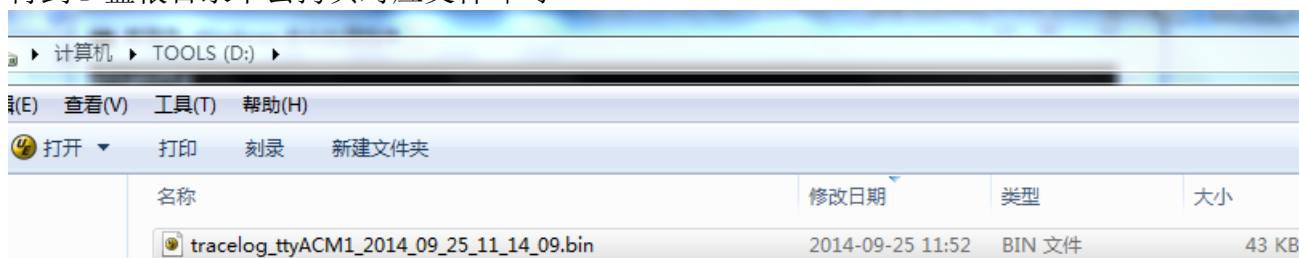 计算机 ▸ TOOLS (D:) ▸
(E) 查看(V) 工具(T) 帮助(H)
打开 打印 刻录 新建文件夹
名称 修改日期 类型 大小
tracelog_ttyACM1_2014_09_25_11_14_09.bin 2014-09-25 11:52 BIN 文件 43 KB